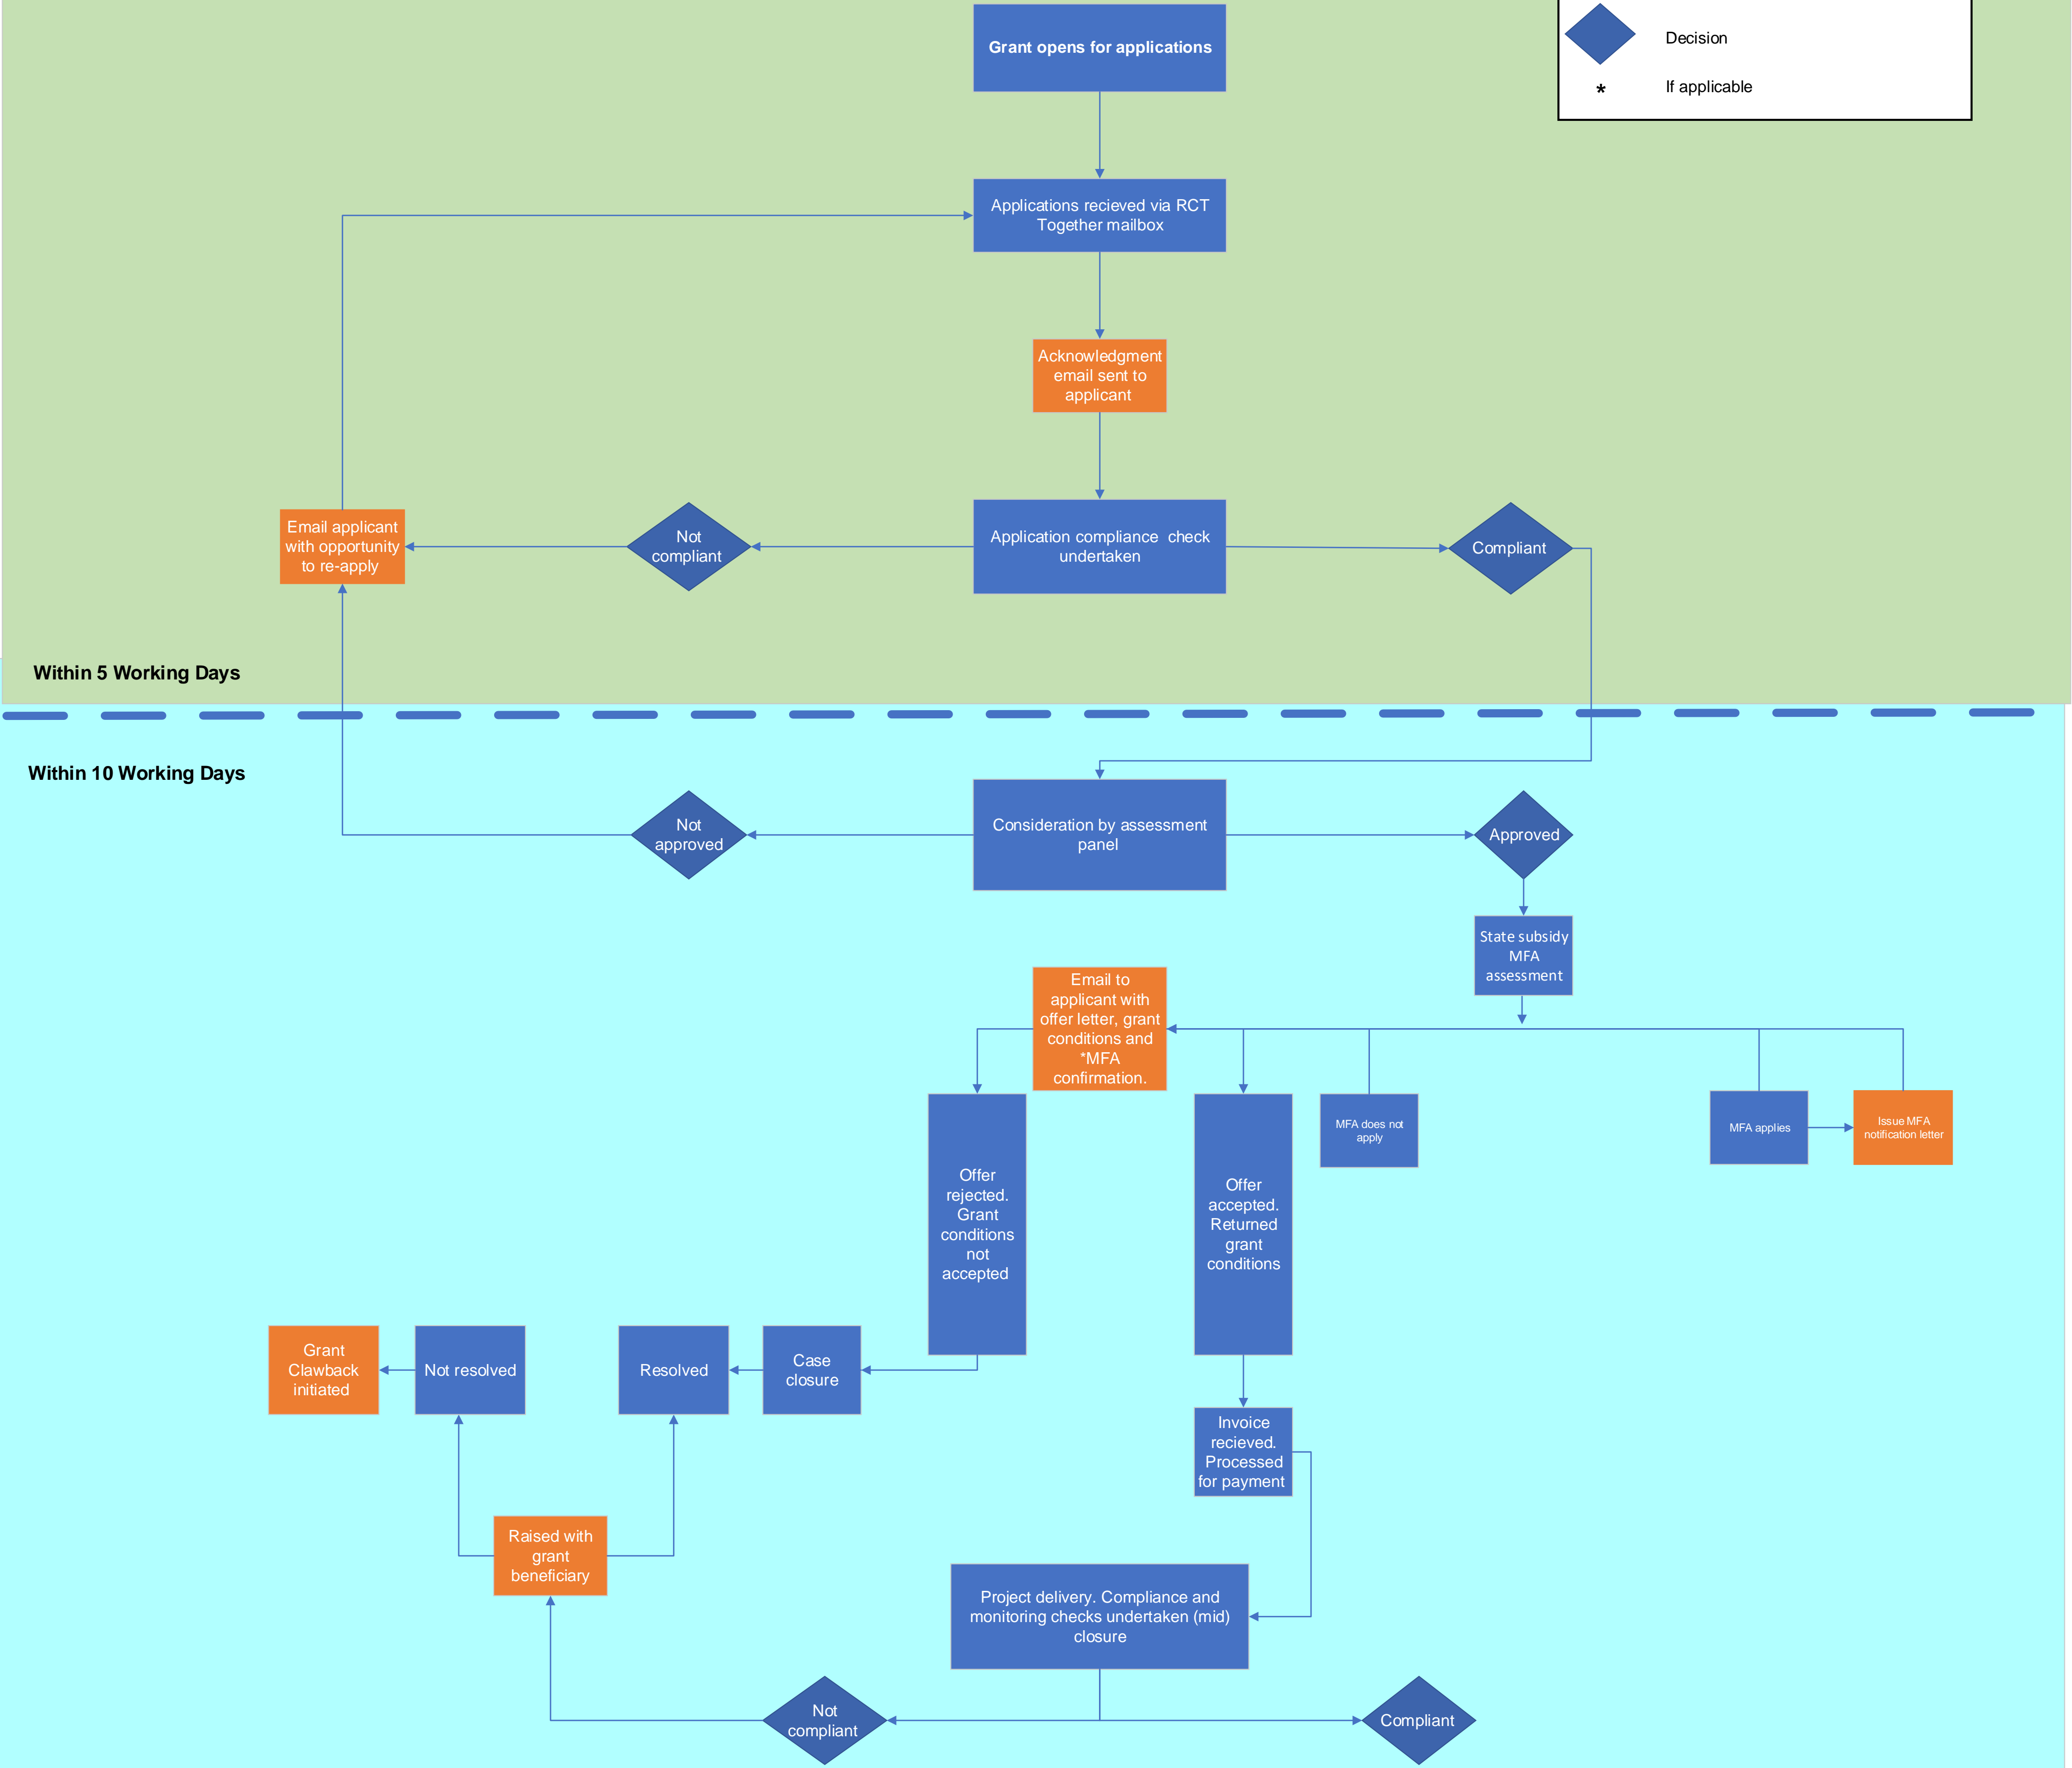 Grant opens for applications
Decision
*
If applicable
Applications recieved via RCT
Together mailbox
Acknowledgment
email sent to
applicant
Email applicant
with opportunity
to re-apply
Not
compliant
Application compliance  check
undertaken
Compliant
Within 5 Working Days
Within 10 Working Days
Not
approved
Consideration by assessment
panel
Approved
State subsidy
MFA
assessment
Email to
applicant with
offer letter, grant
conditions and
*MFA
confirmation.
Offer
rejected.
Grant
conditions
not
accepted
Offer
accepted.
Returned
grant
conditions
MFA does not
apply
MFA applies
Issue MFA
notification letter
Grant
Clawback
initiated
Not resolved
Resolved
Case
closure
Invoice
recieved.
Processed
for payment
Raised with
grant
beneficiary
Project delivery. Compliance and
monitoring checks undertaken (mid)
closure
Not
compliant
Compliant